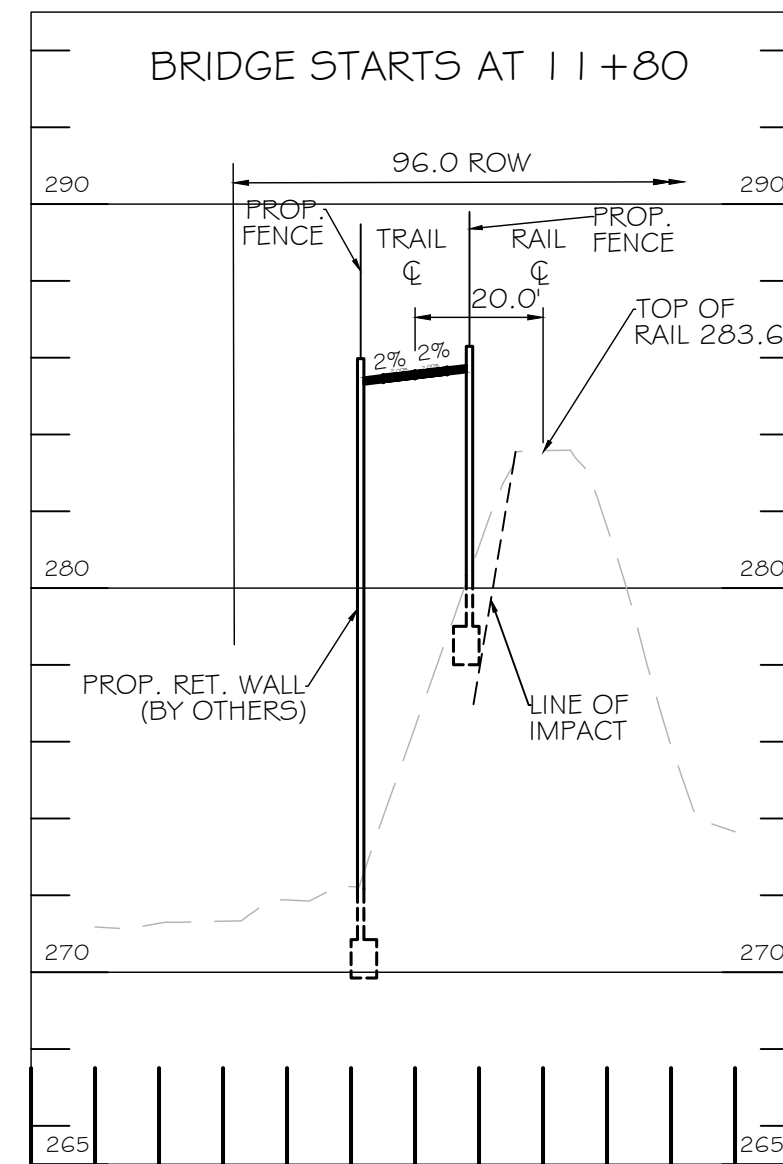 BRIDGE STARTS AT 11+80
96.0 ROW
290
290
PROP.
FENCE
TRAIL
℄
RAIL
℄
PROP.
FENCE
20.0'
TOP OF
RAIL 283.6
2%
2%
280
280
PROP. RET. WALL
(BY OTHERS)
LINE OF
IMPACT
270
270
265
265